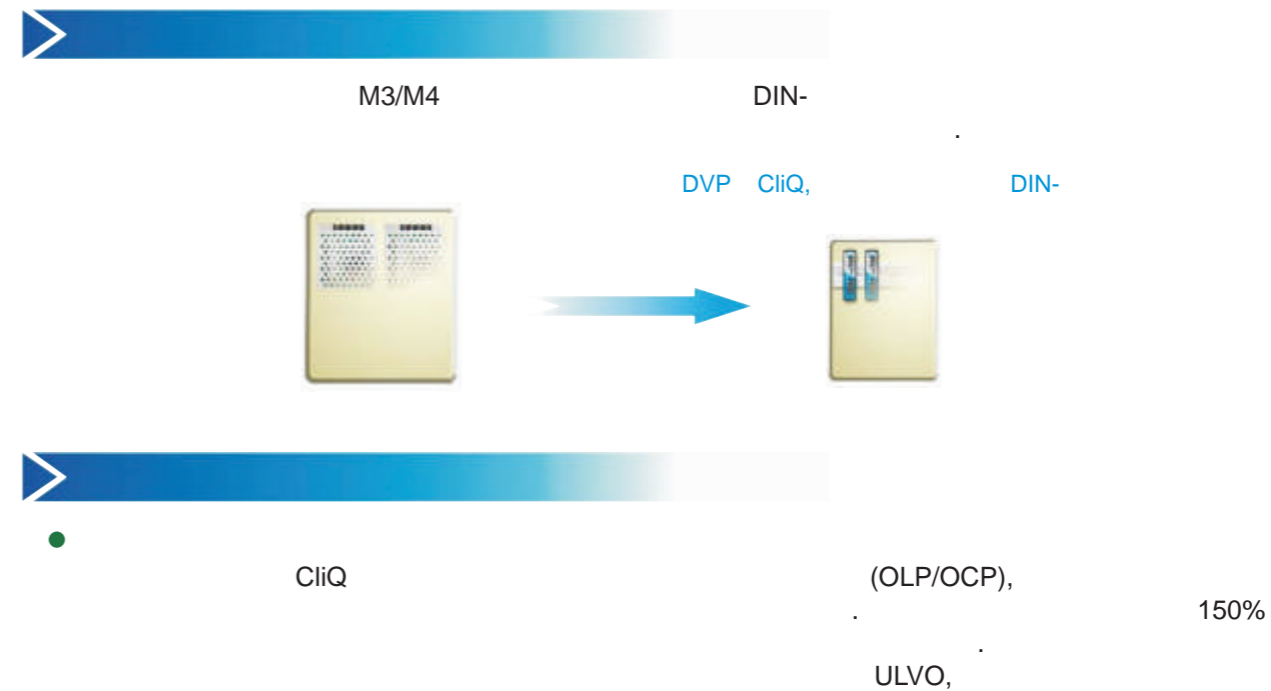 M3/M4 DIN-
.
DVP CliQ, DIN-
CliQ (OLP/OCP),
. 150%
.
ULVO,